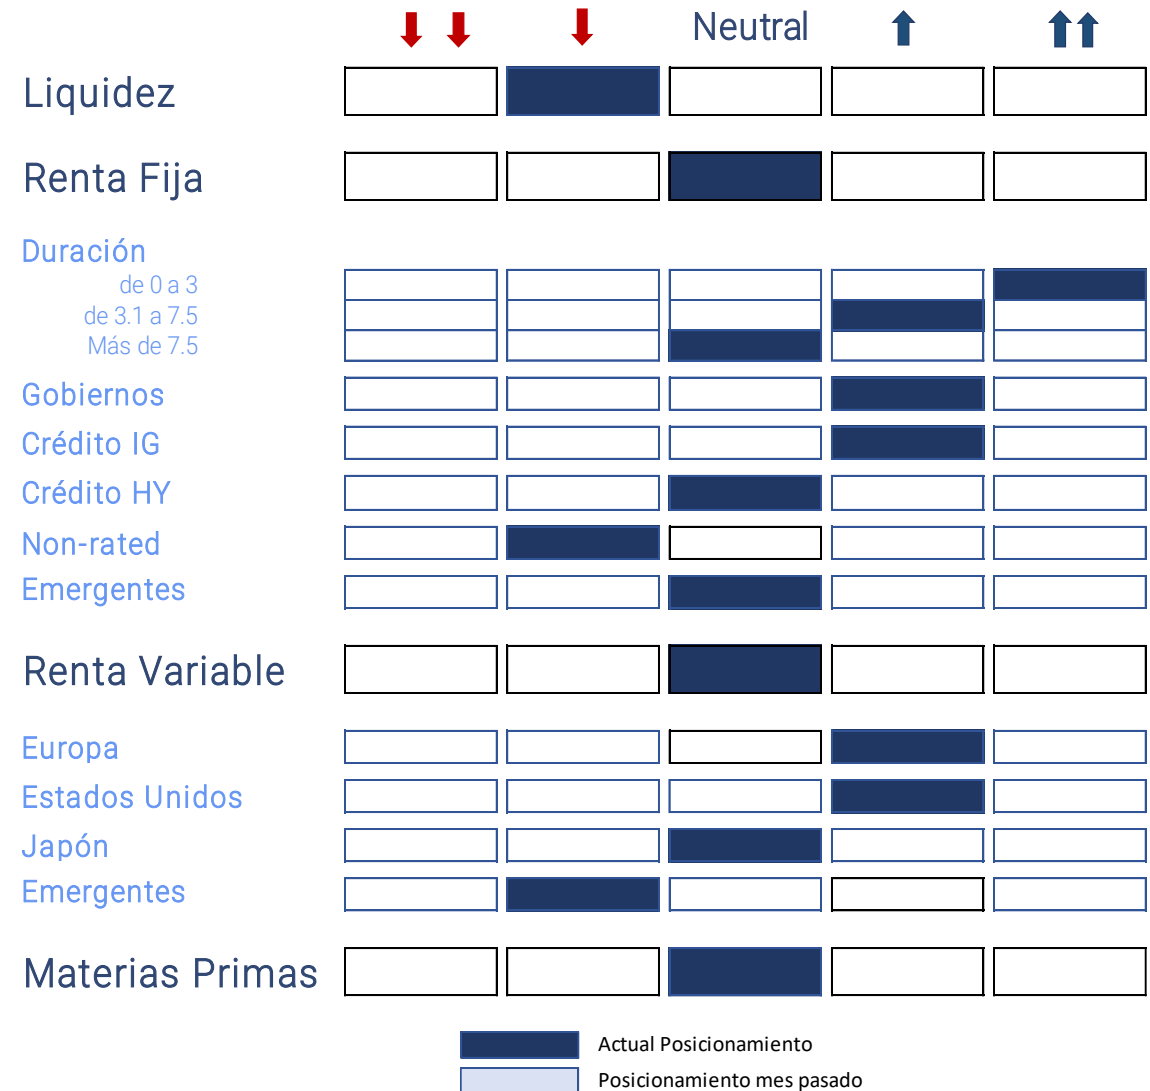 Neutral
Liquidez
Renta Fija
Duración
de 0 a 3
de 3.1 a 7.5
Más de 7.5
Gobiernos
Crédito IG
Crédito HY
Non-rated
Emergentes
Renta Variable
Europa
Estados Unidos
Japón
Emergentes
Materias Primas
Actual Posicionamiento
Posicionamiento mes pasado